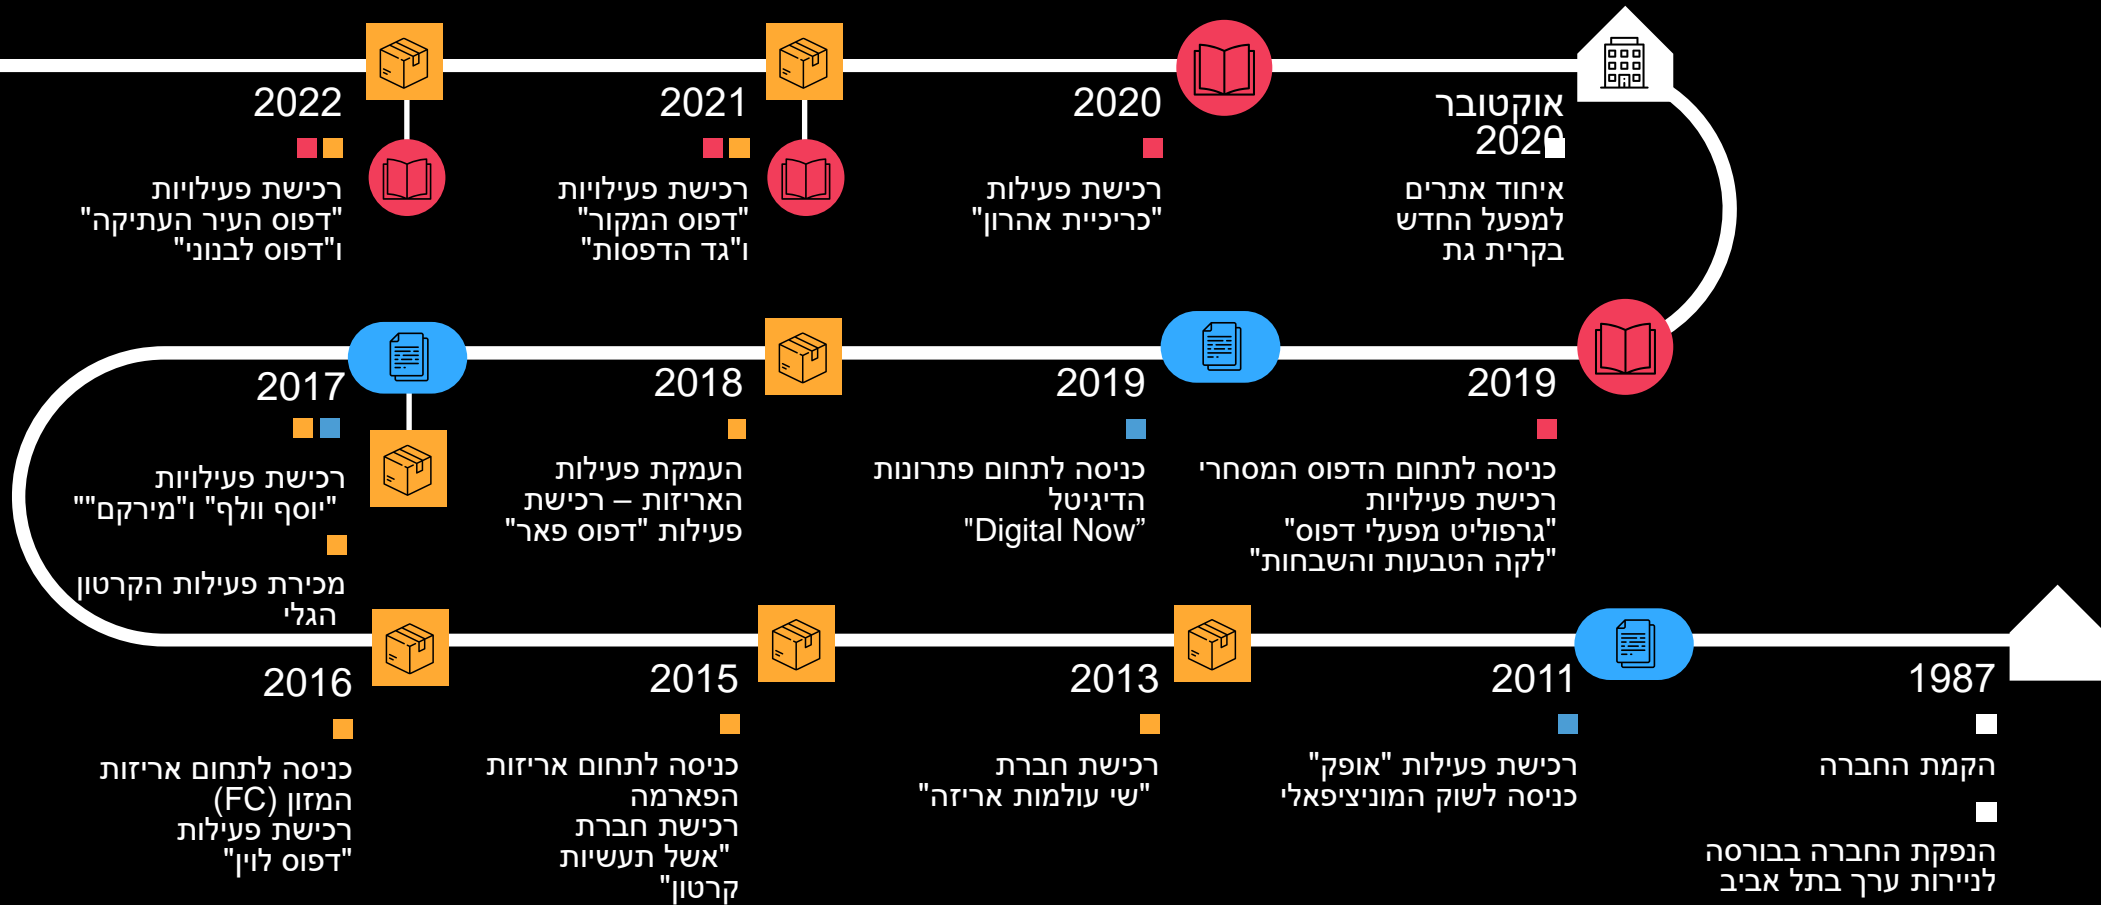 2022
רכישת פעילויות
"דפוס העיר העתיקה"
ו"דפוס לבנוני"
2021
רכישת פעילויות
"דפוס המקור"
ו"גד הדפסות"
2020
רכישת פעילות
"כריכיית אהרון"
אוקטובר
2020
איחוד אתרים
למפעל החדש
בקרית גת
2017
רכישת פעילויות
"יוסף וולף" ו"מירקם""
מכירת פעילות הקרטון
הגלי
2018
העמקת פעילות
האריזות – רכישת
פעילות "דפוס פאר"
2019
כניסה לתחום פתרונות
הדיגיטל
"Digital Now”
2019
כניסה לתחום הדפוס המסחרי
רכישת פעילויות
"גרפוליט מפעלי דפוס"
"לקה הטבעות והשבחות"
2016
כניסה לתחום אריזות
המזון (FC)
רכישת פעילות
"דפוס לוין"
2015
כניסה לתחום אריזות
הפארמה
רכישת חברת
"אשל תעשיות
קרטון"
2013
רכישת חברת
"שי עולמות אריזה"
2011
רכישת פעילות "אופק"
כניסה לשוק המוניציפאלי
1987
הקמת החברה
הנפקת החברה בבורסה
לניירות ערך בתל אביב